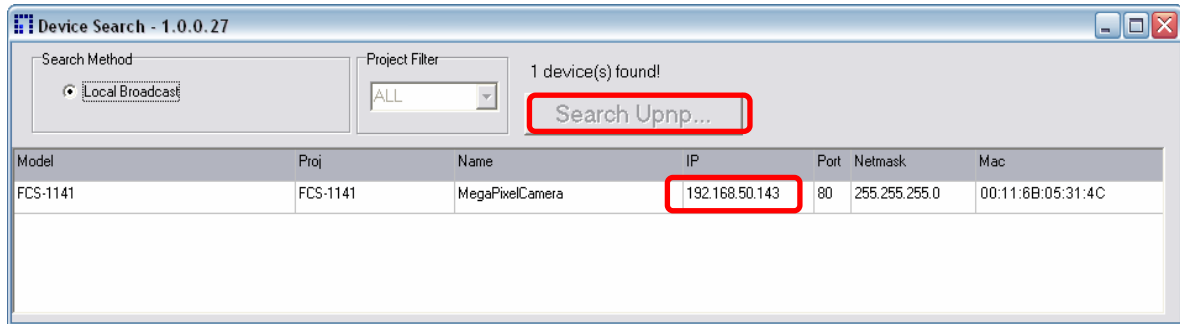 Device Search - 1.0.0.27
Search Method
Project Filter
1 device(s) found!
Local Broadcast
ALL
Search Upnp...
Model Proj Name IP Port Netmask Mac
FCS-1141 FCS-1141 MegaPixelCamera 192.168.50.143 80 255.255.255.0 00:11:6B:05:31:4C